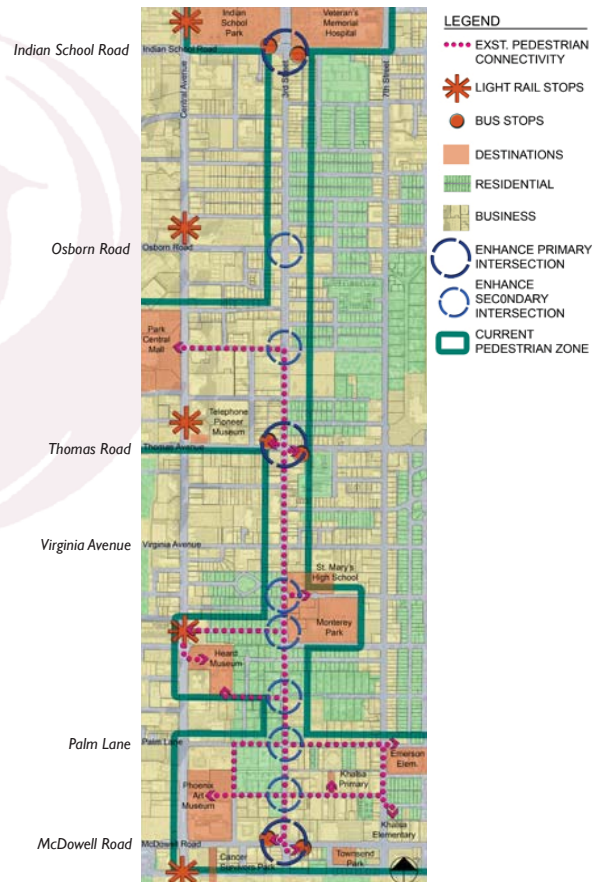 Indian School Road
Osborn Road
Thomas Road
Virginia Avenue
Palm Lane
McDowell Road
Indian
School
Park
Veteran's
Memorial
Hospital
Indian School Road
Central Avenue
3rd Street
7th Street
Osborn Road
Park
Central
Mall
Telephone
Pioneer
Museum
Thomas Avenue
Virginia Avenue
St. Mary's
High School
Monterey
Park
Heard
Museum
Palm Lane
Emerson
Elem.
Khalsa
Primary
Phoenix
Art
Museum
Khalsa
Elementary
McDowell Road
Cancer
Survivors Park
Townsend
Park
LEGEND
EXST. PEDESTRIAN
CONNECTIVITY
LIGHT RAIL STOPS
BUS STOPS
DESTINATIONS
RESIDENTIAL
BUSINESS
ENHANCE PRIMARY
INTERSECTION
ENHANCE
SECONDARY
INTERSECTION
CURRENT
PEDESTRIAN ZONE